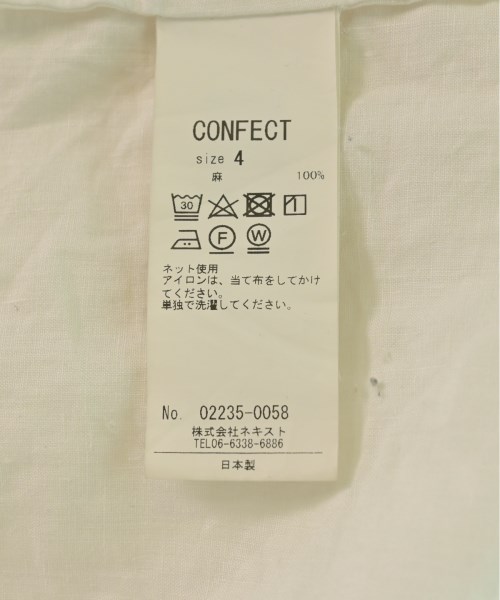 CONFECT
size 4
麻 100%
30
F W
ネット使用
アイロンは、当て布をしてかけ
てください。
単独で洗濯してください。
No. 02235-0058
株式会社ネキスト
TEL06-6338-6886
日本製